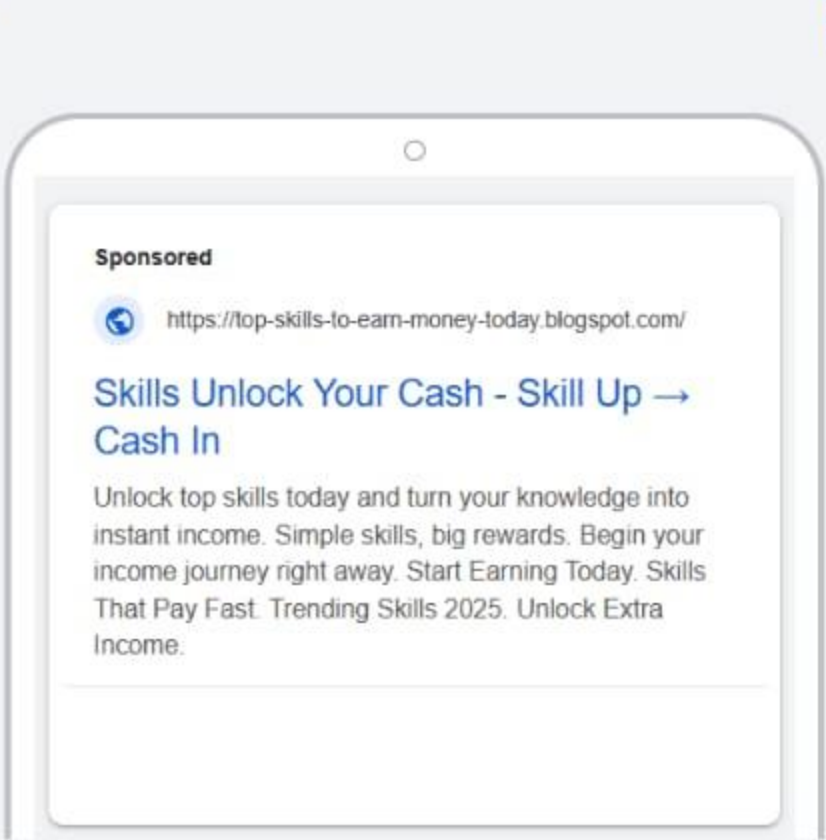 Sponsored
https://top-skills-to-earn-money-today.blogspot.com/
Skills Unlock Your Cash - Skill Up →
Cash In
Unlock top skills today and turn your knowledge into
instant income. Simple skills, big rewards. Begin your
income journey right away. Start Earning Today. Skills
That Pay Fast. Trending Skills 2025. Unlock Extra
Income.